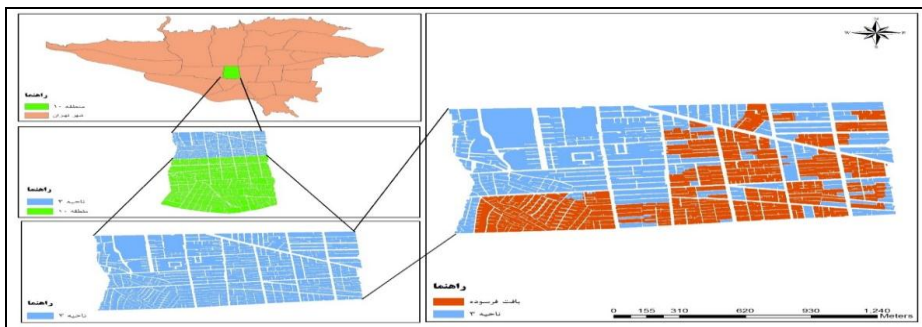 راهنما
منطقه ۱۰
شهر تهران
راهنما
ناحیه ۳
منطقه ۱۰
راهنما
ناحیه ۳
راهنما
بافت فرسوده
ناحیه ۳
0 155 310 620 930 1,240
Meters